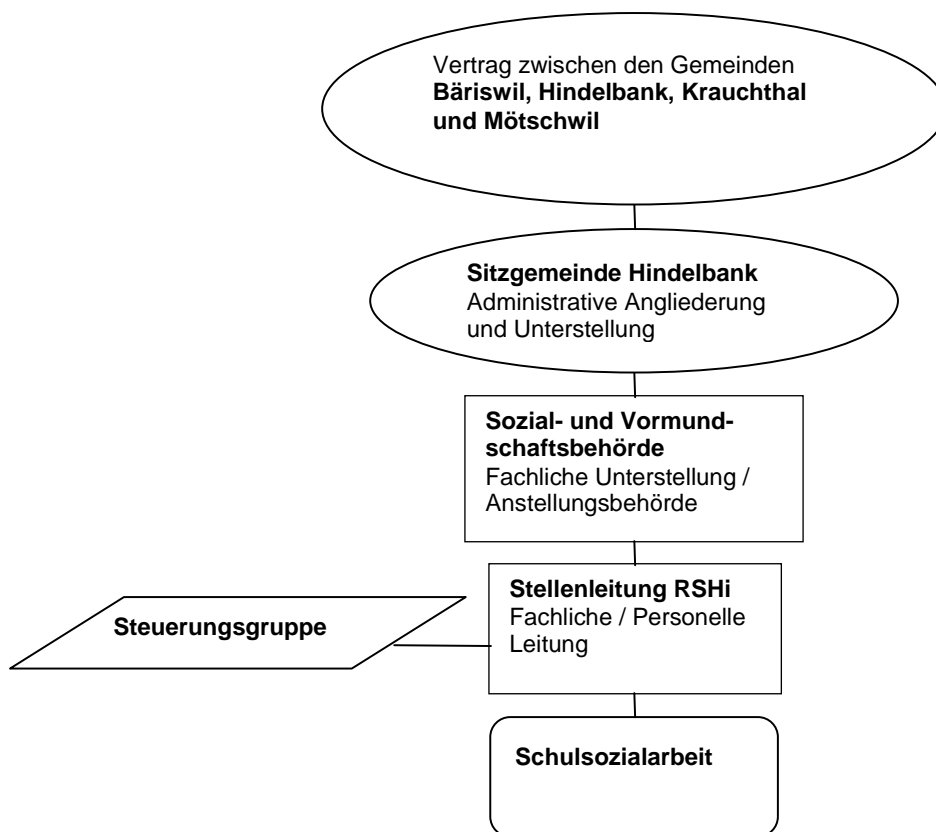 Vertrag zwischen den Gemeinden
Bäriswil, Hindelbank, Krauchthal
und Mötschwil
Sitzgemeinde Hindelbank
Administrative Angliederung
und Unterstellung
Sozial- und Vormund-
schaftsbehörde
Fachliche Unterstellung /
Anstellungsbehörde
Stellenleitung RSHi
Fachliche / Personelle
Leitung
Steuerungsgruppe
Schulsozialarbeit